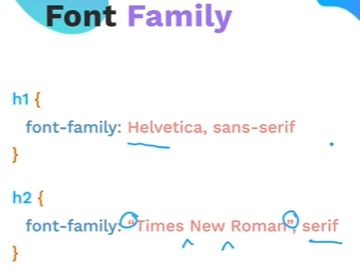 Font Family
h1 {
font-family: Helvetica, sans-serif
}
h2 {
font-family: “Times New Roman”, serif
}